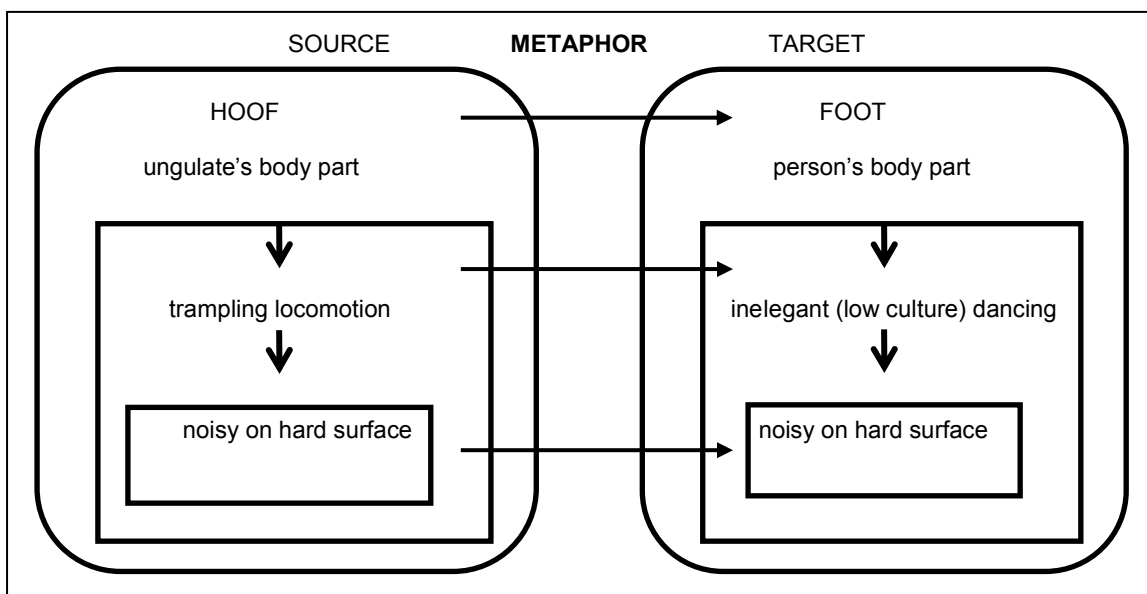 SOURCE METAPHOR TARGET
HOOF FOOT
ungulate’s body part person’s body part
trampling locomotion inelegant (low culture) dancing
noisy on hard surface noisy on hard surface